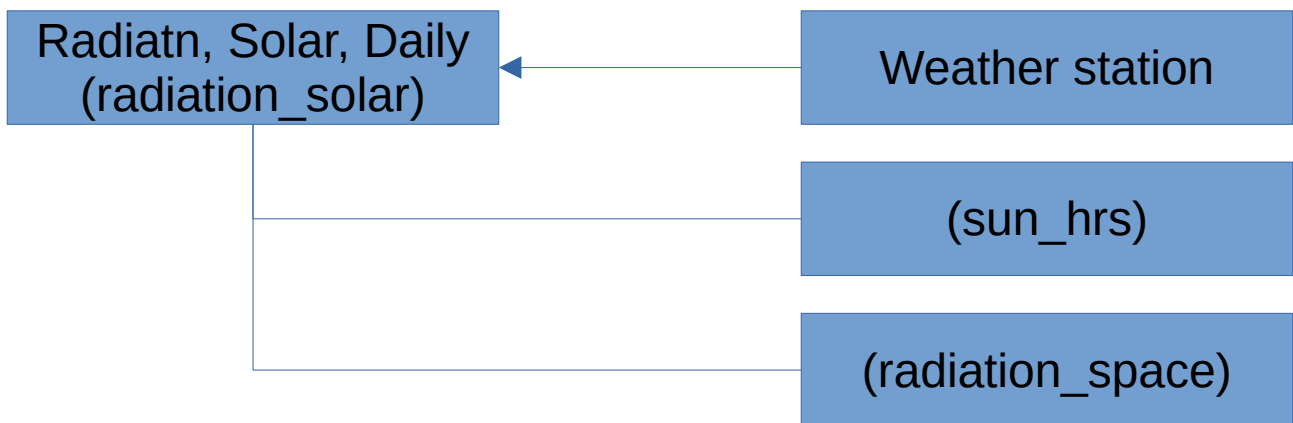 Radiatn, Solar, Daily
(radiation_solar)
Weather station
(sun_hrs)
(radiation_space)